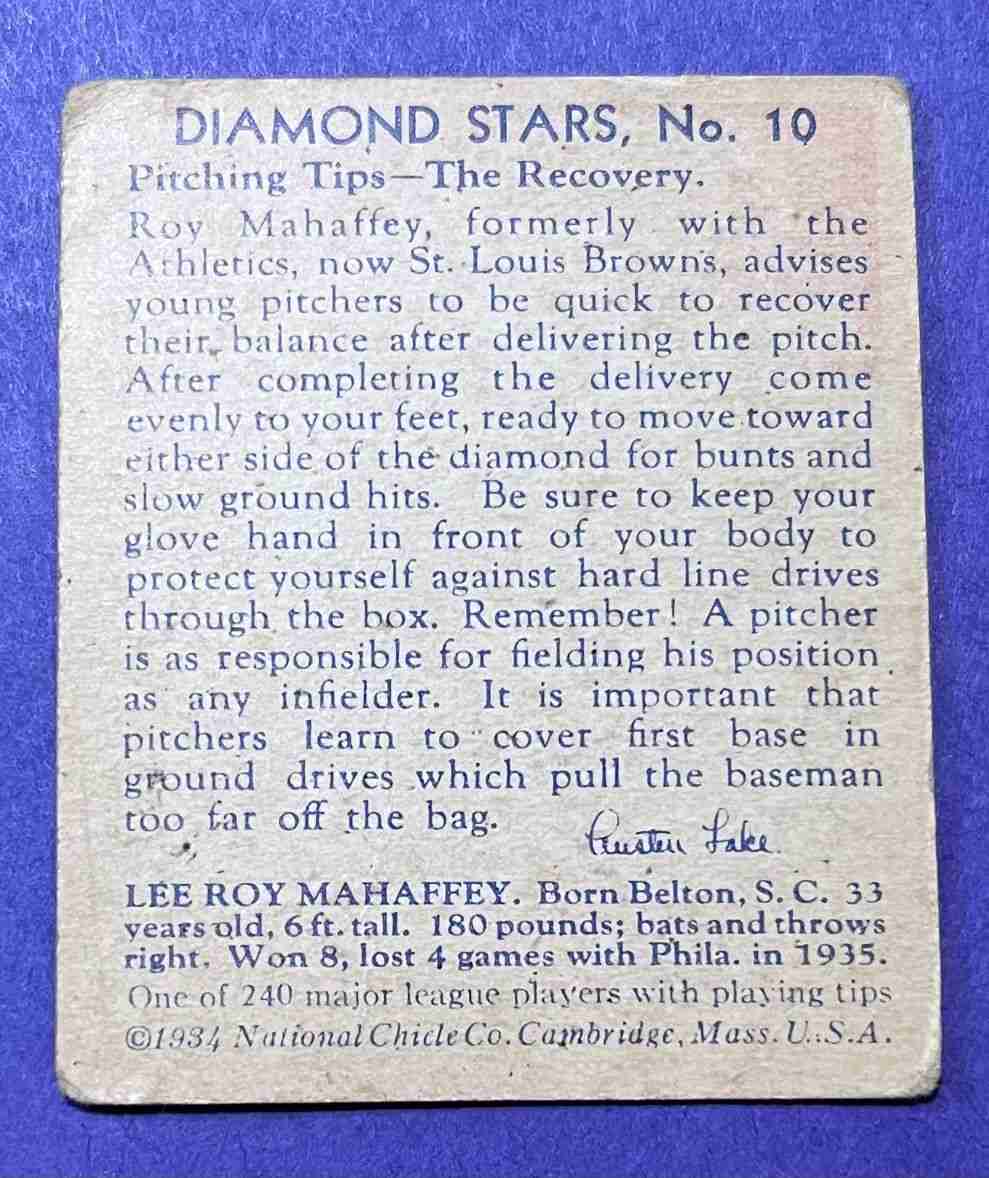 DIAMOND STARS, No. 10
Pitching Tips—The Recovery.
Roy Mahaffey, formerly with the
Athletics, now St. Louis Browns, advises
young pitchers to be quick to recover
their balance after delivering the pitch.
After completing the delivery come
evenly to your feet, ready to move toward
either side of the diamond for bunts and
slow ground hits. Be sure to keep your
glove hand in front of your body to
protect yourself against hard line drives
through the box. Remember! A pitcher
is as responsible for fielding his position
as any infielder. It is important that
pitchers learn to cover first base in
ground drives which pull the baseman
too far off the bag.
Austen Lake
LEE ROY MAHAFFEY. Born Belton, S. C. 33
years old, 6 ft. tall. 180 pounds; bats and throws
right. Won 8, lost 4 games with Phila. in 1935.
One of 240 major league players with playing tips
©1934 National Chicle Co. Cambridge, Mass. U.S.A.